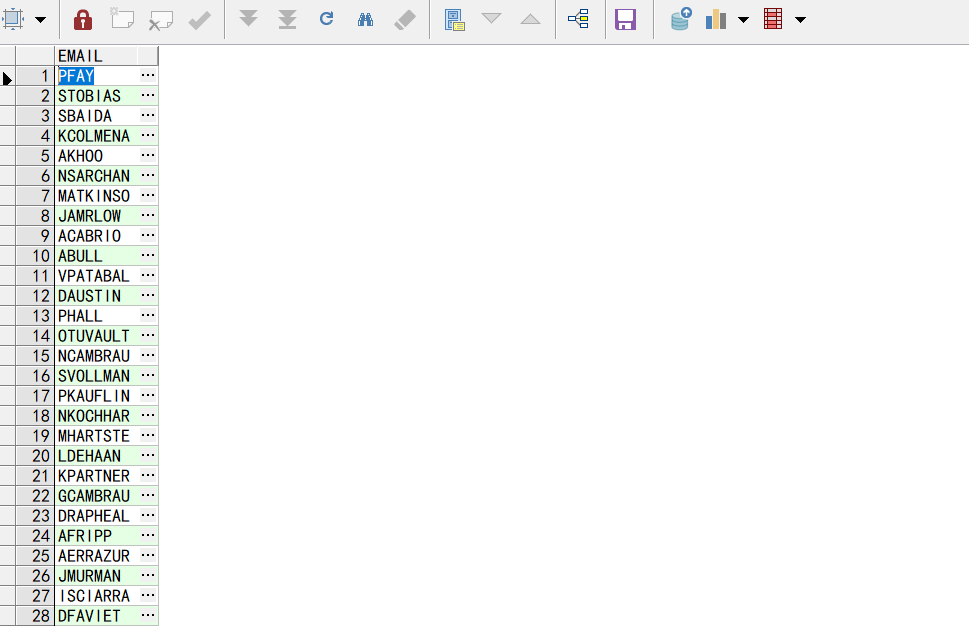 EMAIL
1 PFAY ...
2 STOBIAS ...
3 SBAIDA ...
4 KCOLMENA ...
5 AKHOO ...
6 NSARCHAN ...
7 MATKINSO ...
8 JAMRLOW ...
9 ACABRIO ...
10 ABULL ...
11 VPATABAL ...
12 DAUSTIN ...
13 PHALL ...
14 OTUVAULT ...
15 NCAMBRAU ...
16 SVOLLMAN ...
17 PKAUFLIN ...
18 NKOCHHAR ...
19 MHARTSTE ...
20 LDEHAAN ...
21 KPARTNER ...
22 GCAMBRAU ...
23 DRAPHEAL ...
24 AFRIPP ...
25 AERRAZUR ...
26 JMURMAN ...
27 ISCIARRA ...
28 DFAVIET ...